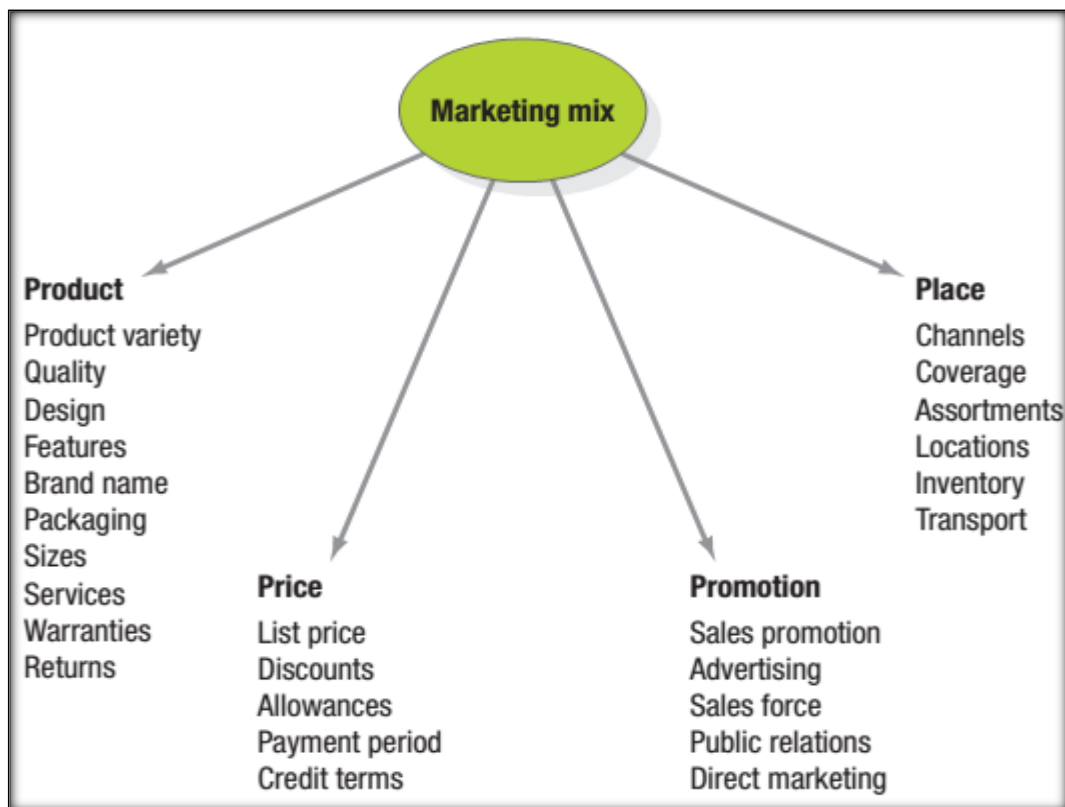 Marketing mix
Product
Product variety
Quality
Design
Features
Brand name
Packaging
Sizes
Services
Warranties
Returns
Price
List price
Discounts
Allowances
Payment period
Credit terms
Promotion
Sales promotion
Advertising
Sales force
Public relations
Direct marketing
Place
Channels
Coverage
Assortments
Locations
Inventory
Transport